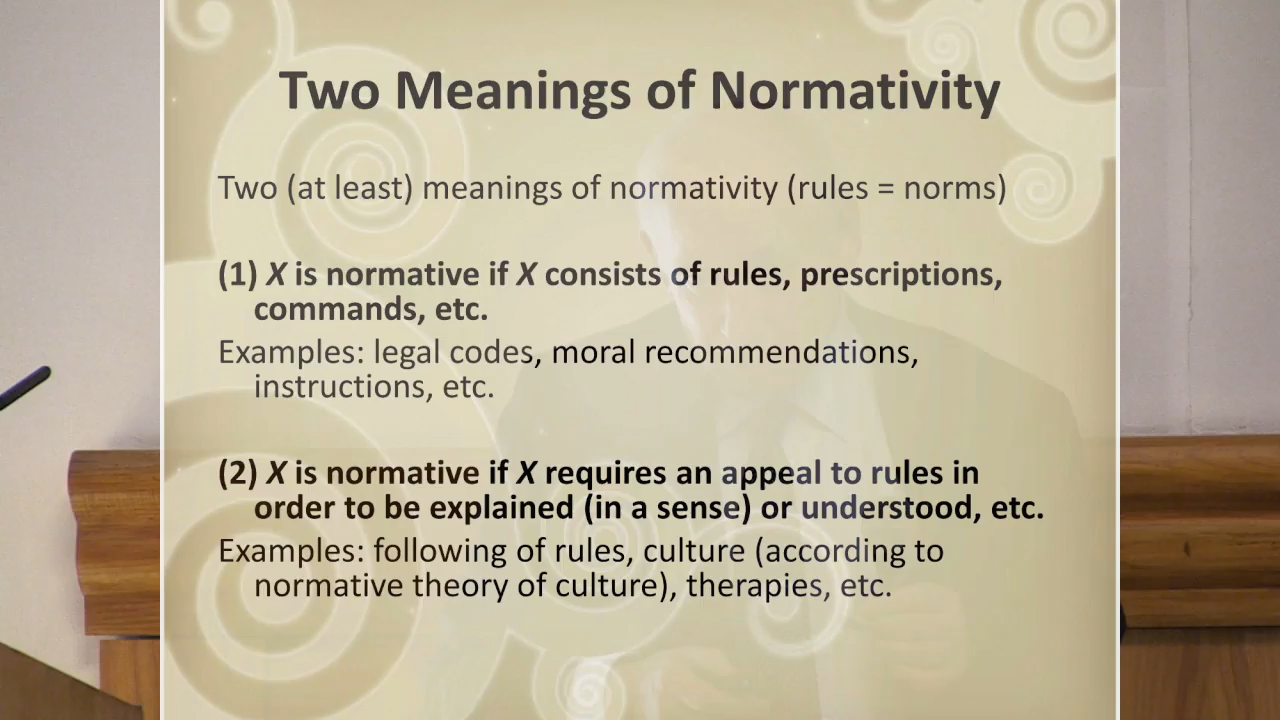 Two Meanings of Normativity
Two (at least) meanings of normativity (rules = norms)
(1) X is normative if X consists of rules, prescriptions,
commands, etc.
Examples: legal codes, moral recommendations,
instructions, etc.
(2) X is normative if X requires an appeal to rules in
order to be explained (in a sense) or understood, etc.
Examples: following of rules, culture (according to
normative theory of culture), therapies, etc.